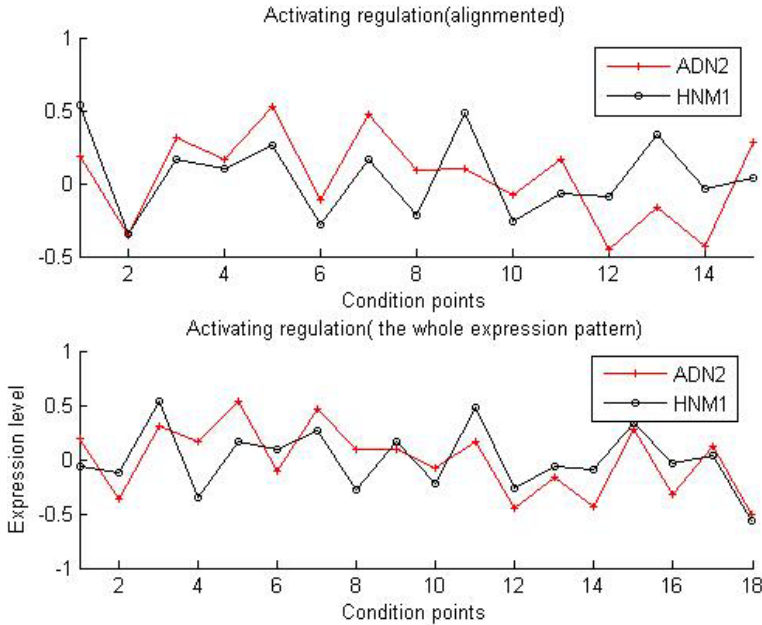 Activating regulation(alignmented)
1
0.5
0
-0.5
ADN2
HNM1
2 4 6 8 10 12 14
Condition points
Activating regulation( the whole expression pattern)
Expression level
1
0.5
0
-0.5
-1
ADN2
HNM1
2 4 6 8 10 12 14 16 18
Condition points